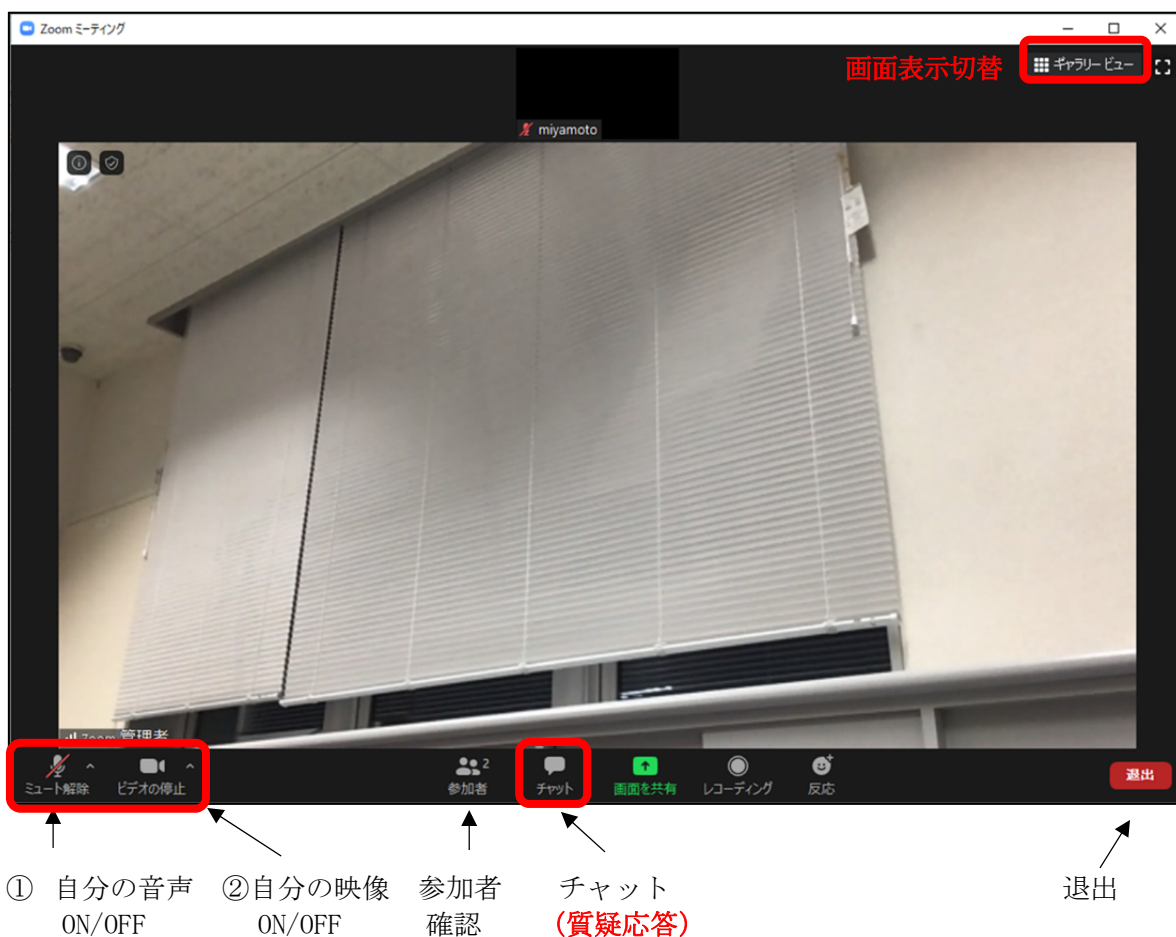 Zoom ミーティング
画面表示切替
ギャラリー ビュー
miyamoto
Zoom 管理者
ミュート解除
ビデオの停止
2
参加者
チャット
画面を共有
レコーディング
反応
退出
① 自分の音声
ON/OFF
②自分の映像
ON/OFF
参加者
確認
チャット
(質疑応答)
退出